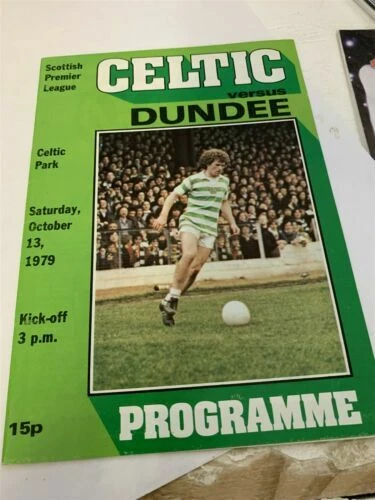 Scottish
Premier
League
CELTIC
versus
DUNDEE
Celtic
Park
Saturday,
October
13,
1979
Kick-off
3 p.m.
15p
PROGRAMME